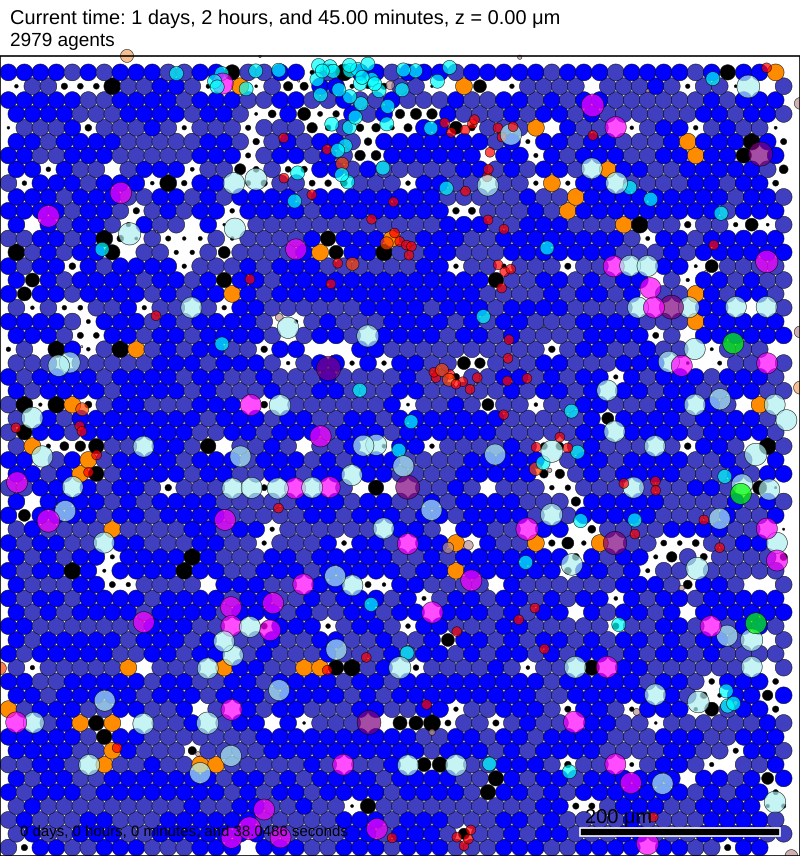 Current time: 1 days, 2 hours, and 45.00 minutes, z = 0.00 μm
2979 agents
200 μm
0 days, 0 hours, 0 minutes, and 38.0486 seconds